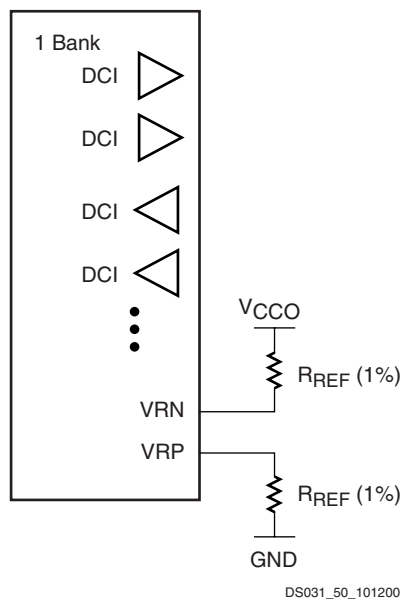 1 Bank
DCI
DCI
DCI
DCI
VCCO
RREF (1%)
VRN
VRP
RREF (1%)
GND
DS031_50_101200